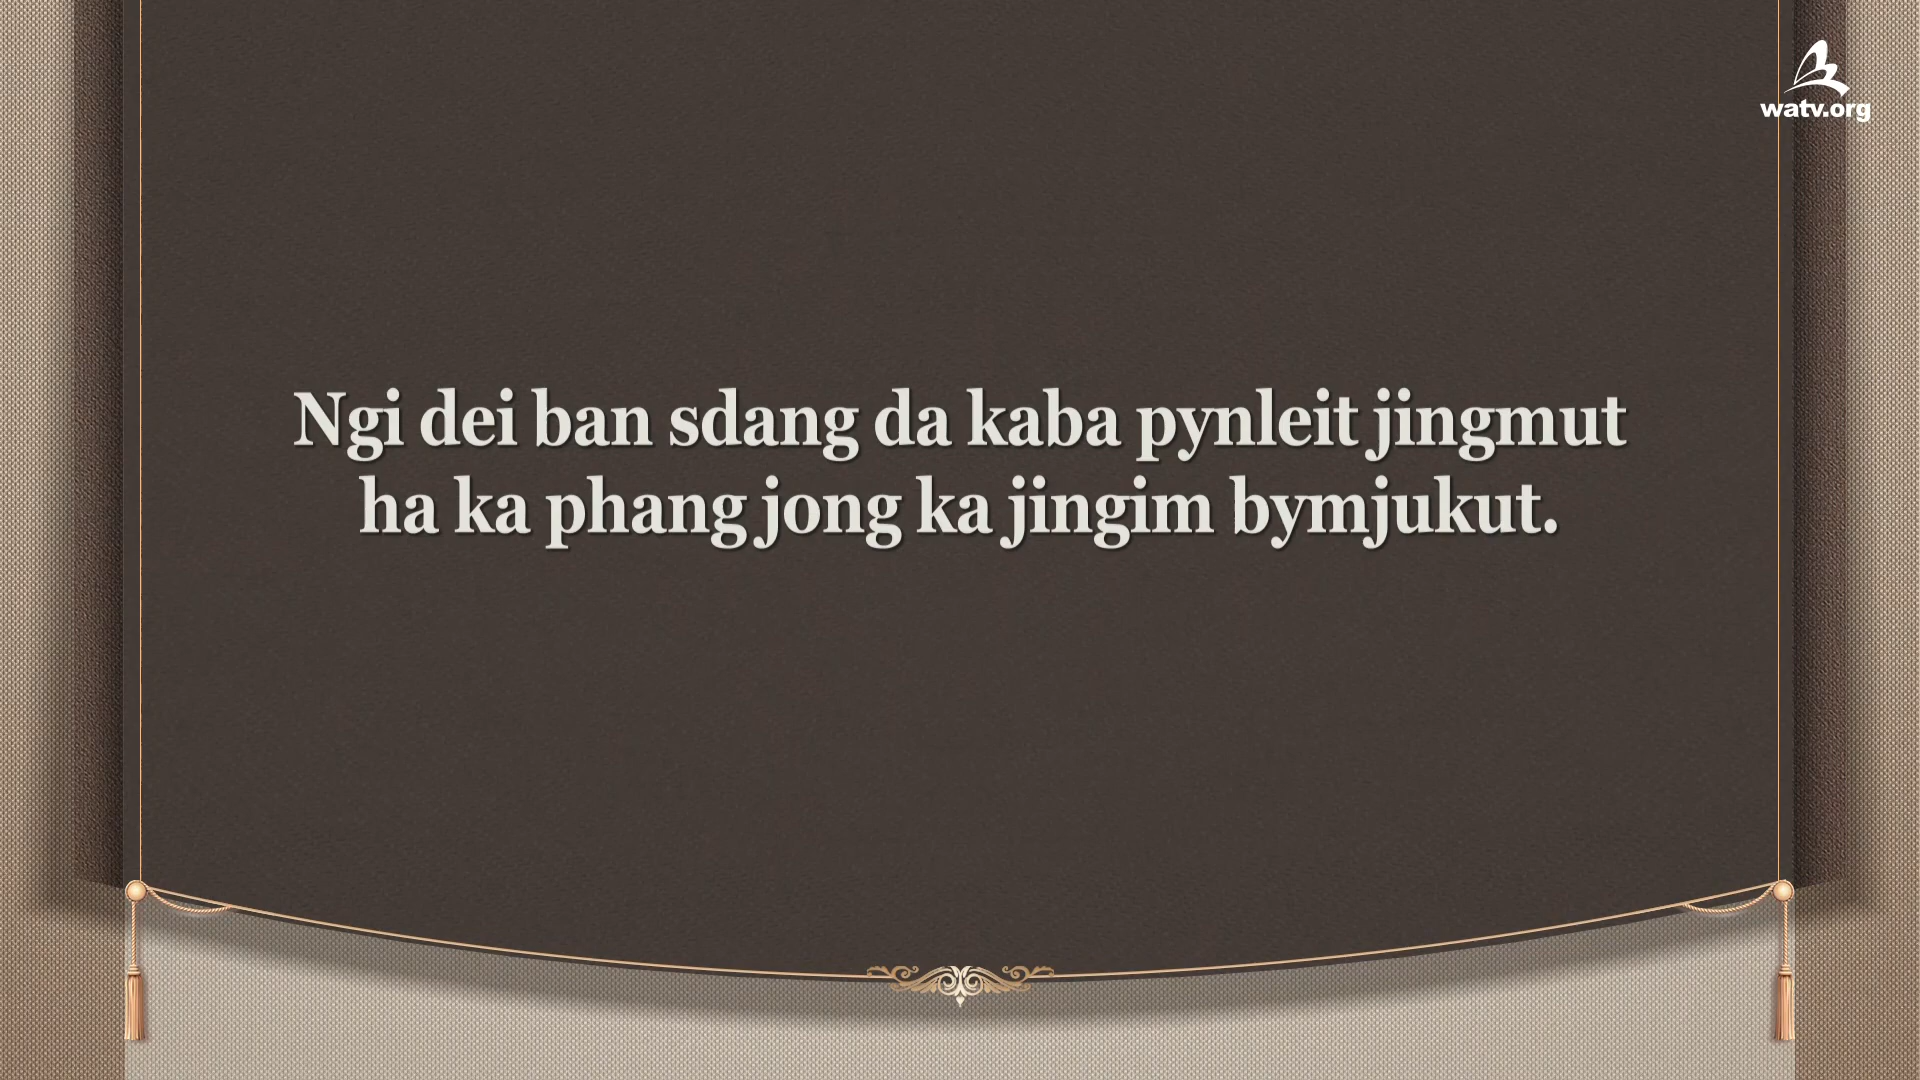 watv.org
Ngi dei ban sdang da kaba pynleit jingmut
ha ka phang jong ka jingim bymjukut.